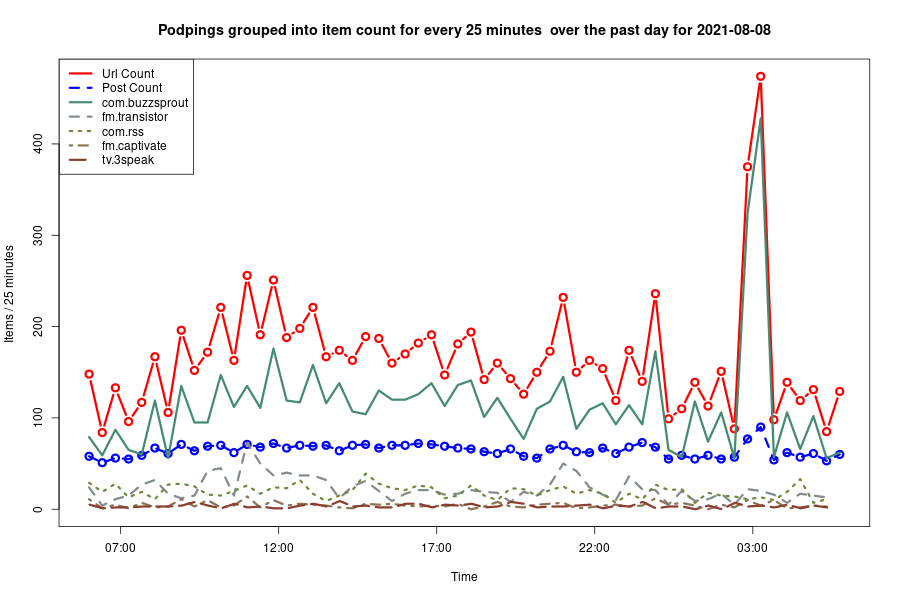 Podpings grouped into item count for every 25 minutes  over the past day for 2021-08-08
Url Count
Post Count
com.buzzsprout
fm.transistor
com.rss
fm.captivate
tv.3speak
Items / 25 minutes
400
300
200
100
0
07:00
12:00
17:00
22:00
03:00
Time